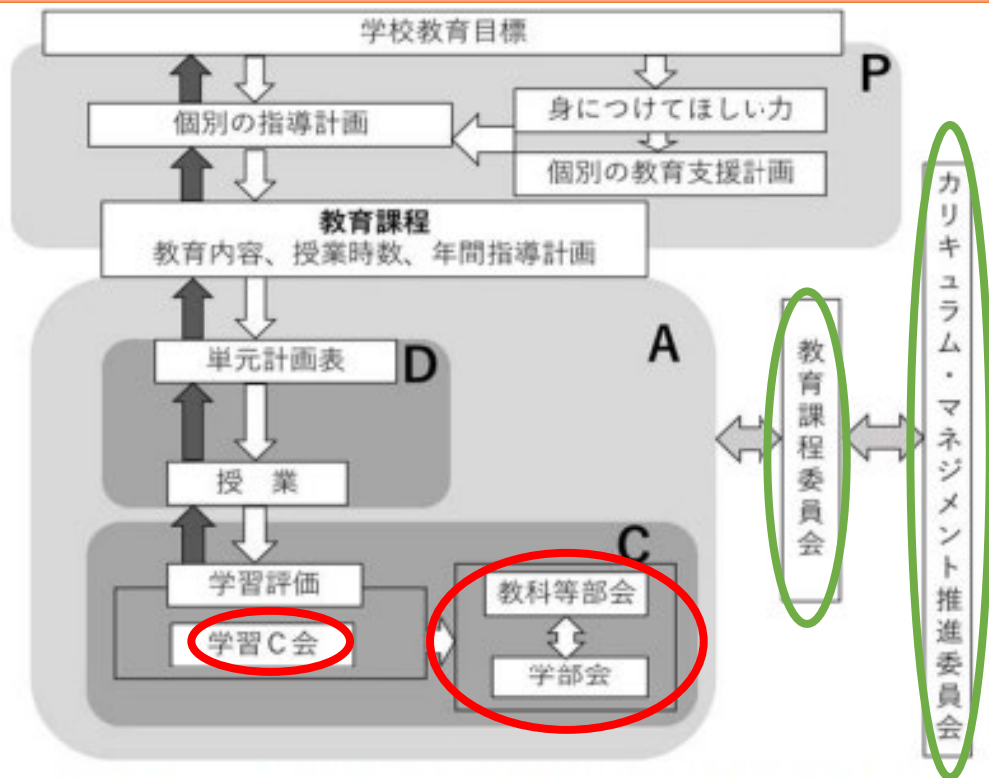 学校教育目標
P
個別の指導計画
身につけてほしい力
個別の教育支援計画
教育課程
教育内容、授業時数、年間指導計画
A
単元計画表
D
授 業
C
学習評価
学習C会
教科等部会
学部会
教育課程委員会
カリキュラム・マネジメント推進委員会